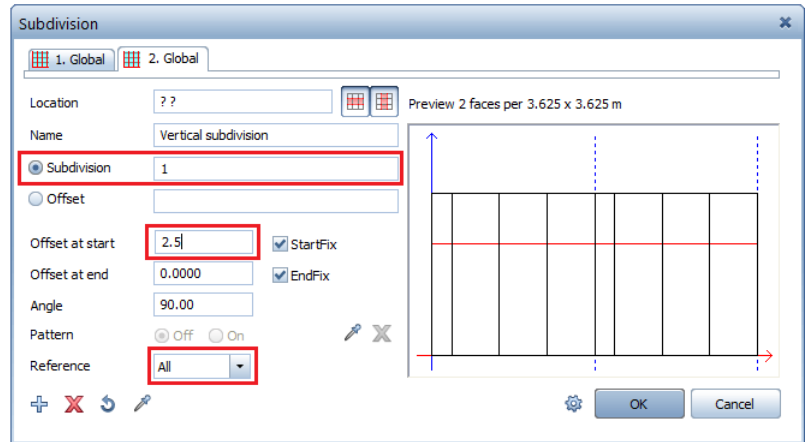 Subdivision
1. Global 2. Global
Location ? ? Preview 2 faces per 3.625 x 3.625 m
Name Vertical subdivision
Subdivision 1
Offset
Offset at start 2.5 StartFix
Offset at end 0.0000 EndFix
Angle 90.00
Pattern Off On
Reference All
OK Cancel